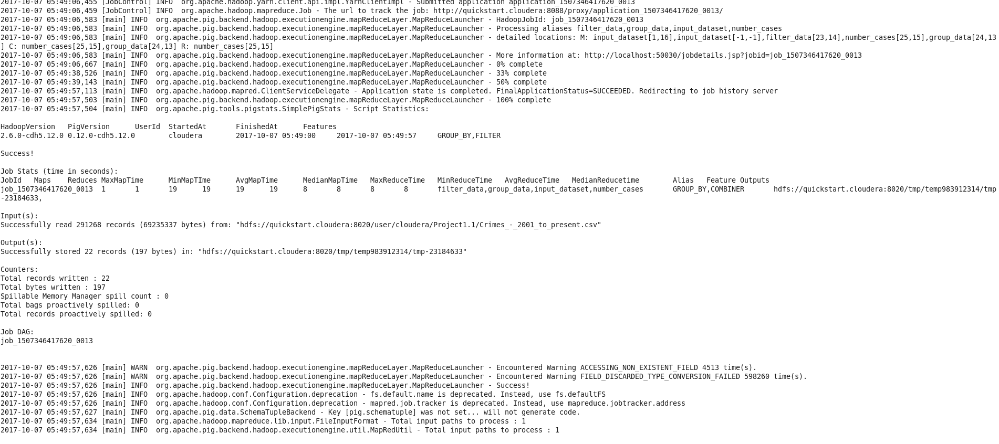 2017-10-07 05:49:06,455 [JobControl] INFO  org.apache.hadoop.yarn.client.api.impl.YarnClientImpl - Submitted application application_1507346417620_0013
2017-10-07 05:49:06,459 [JobControl] INFO  org.apache.hadoop.mapreduce.Job - The url to track the job: http://quickstart.cloudera:8088/proxy/application_1507346417620_0013/
2017-10-07 05:49:06,583 [main] INFO  org.apache.pig.backend.hadoop.executionengine.mapReduceLayer.MapReduceLauncher - HadoopJobId: job_1507346417620_0013
2017-10-07 05:49:06,583 [main] INFO  org.apache.pig.backend.hadoop.executionengine.mapReduceLayer.MapReduceLauncher - Processing aliases filter_data,group_data,input_dataset,number_cases
2017-10-07 05:49:06,583 [main] INFO  org.apache.pig.backend.hadoop.executionengine.mapReduceLayer.MapReduceLauncher - detailed locations: M: input_dataset[1,16],input_dataset[-1,-1],filter_data[23,14],number_cases[25,15],group_data[24,13
] C: number_cases[25,15],group_data[24,13] R: number_cases[25,15]
2017-10-07 05:49:06,583 [main] INFO  org.apache.pig.backend.hadoop.executionengine.mapReduceLayer.MapReduceLauncher - More information at: http://localhost:50030/jobdetails.jsp?jobid=job_1507346417620_0013
2017-10-07 05:49:06,667 [main] INFO  org.apache.pig.backend.hadoop.executionengine.mapReduceLayer.MapReduceLauncher - 0% complete
2017-10-07 05:49:38,526 [main] INFO  org.apache.pig.backend.hadoop.executionengine.mapReduceLayer.MapReduceLauncher - 33% complete
2017-10-07 05:49:39,143 [main] INFO  org.apache.pig.backend.hadoop.executionengine.mapReduceLayer.MapReduceLauncher - 50% complete
2017-10-07 05:49:57,113 [main] INFO  org.apache.hadoop.mapred.ClientServiceDelegate - Application state is completed. FinalApplicationStatus=SUCCEEDED. Redirecting to job history server
2017-10-07 05:49:57,503 [main] INFO  org.apache.pig.backend.hadoop.executionengine.mapReduceLayer.MapReduceLauncher - 100% complete
2017-10-07 05:49:57,504 [main] INFO  org.apache.pig.tools.pigstats.SimplePigStats - Script Statistics:
HadoopVersion   PigVersion      UserId  StartedAt       FinishedAt      Features
2.6.0-cdh5.12.0 0.12.0-cdh5.12.0        cloudera        2017-10-07 05:49:00     2017-10-07 05:49:57     GROUP_BY,FILTER
Success!
Job Stats (time in seconds):
JobId   Maps    Reduces MaxMapTime      MinMapTIme      AvgMapTime      MedianMapTime   MaxReduceTime   MinReduceTime   AvgReduceTime   MedianReducetime        Alias   Feature Outputs
job_1507346417620_0013  1       1       19      19      19      19      8       8       8       8       filter_data,group_data,input_dataset,number_cases       GROUP_BY,COMBINER       hdfs://quickstart.cloudera:8020/tmp/temp983912314/tmp
-23184633,
Input(s):
Successfully read 291268 records (69235337 bytes) from: "hdfs://quickstart.cloudera:8020/user/cloudera/Project1.1/Crimes_-_2001_to_present.csv"
Output(s):
Successfully stored 22 records (197 bytes) in: "hdfs://quickstart.cloudera:8020/tmp/temp983912314/tmp-23184633"
Counters:
Total records written : 22
Total bytes written : 197
Spillable Memory Manager spill count : 0
Total bags proactively spilled: 0
Total records proactively spilled: 0
Job DAG:
job_1507346417620_0013
2017-10-07 05:49:57,626 [main] WARN  org.apache.pig.backend.hadoop.executionengine.mapReduceLayer.MapReduceLauncher - Encountered Warning ACCESSING_NON_EXISTENT_FIELD 4513 time(s).
2017-10-07 05:49:57,626 [main] WARN  org.apache.pig.backend.hadoop.executionengine.mapReduceLayer.MapReduceLauncher - Encountered Warning FIELD_DISCARDED_TYPE_CONVERSION_FAILED 598260 time(s).
2017-10-07 05:49:57,626 [main] INFO  org.apache.pig.backend.hadoop.executionengine.mapReduceLayer.MapReduceLauncher - Success!
2017-10-07 05:49:57,626 [main] INFO  org.apache.hadoop.conf.Configuration.deprecation - fs.default.name is deprecated. Instead, use fs.defaultFS
2017-10-07 05:49:57,626 [main] INFO  org.apache.hadoop.conf.Configuration.deprecation - mapred.job.tracker is deprecated. Instead, use mapreduce.jobtracker.address
2017-10-07 05:49:57,627 [main] INFO  org.apache.pig.data.SchemaTupleBackend - Key [pig.schematuple] was not set... will not generate code.
2017-10-07 05:49:57,634 [main] INFO  org.apache.hadoop.mapreduce.lib.input.FileInputFormat - Total input paths to process : 1
2017-10-07 05:49:57,634 [main] INFO  org.apache.pig.backend.hadoop.executionengine.util.MapRedUtil - Total input paths to process : 1